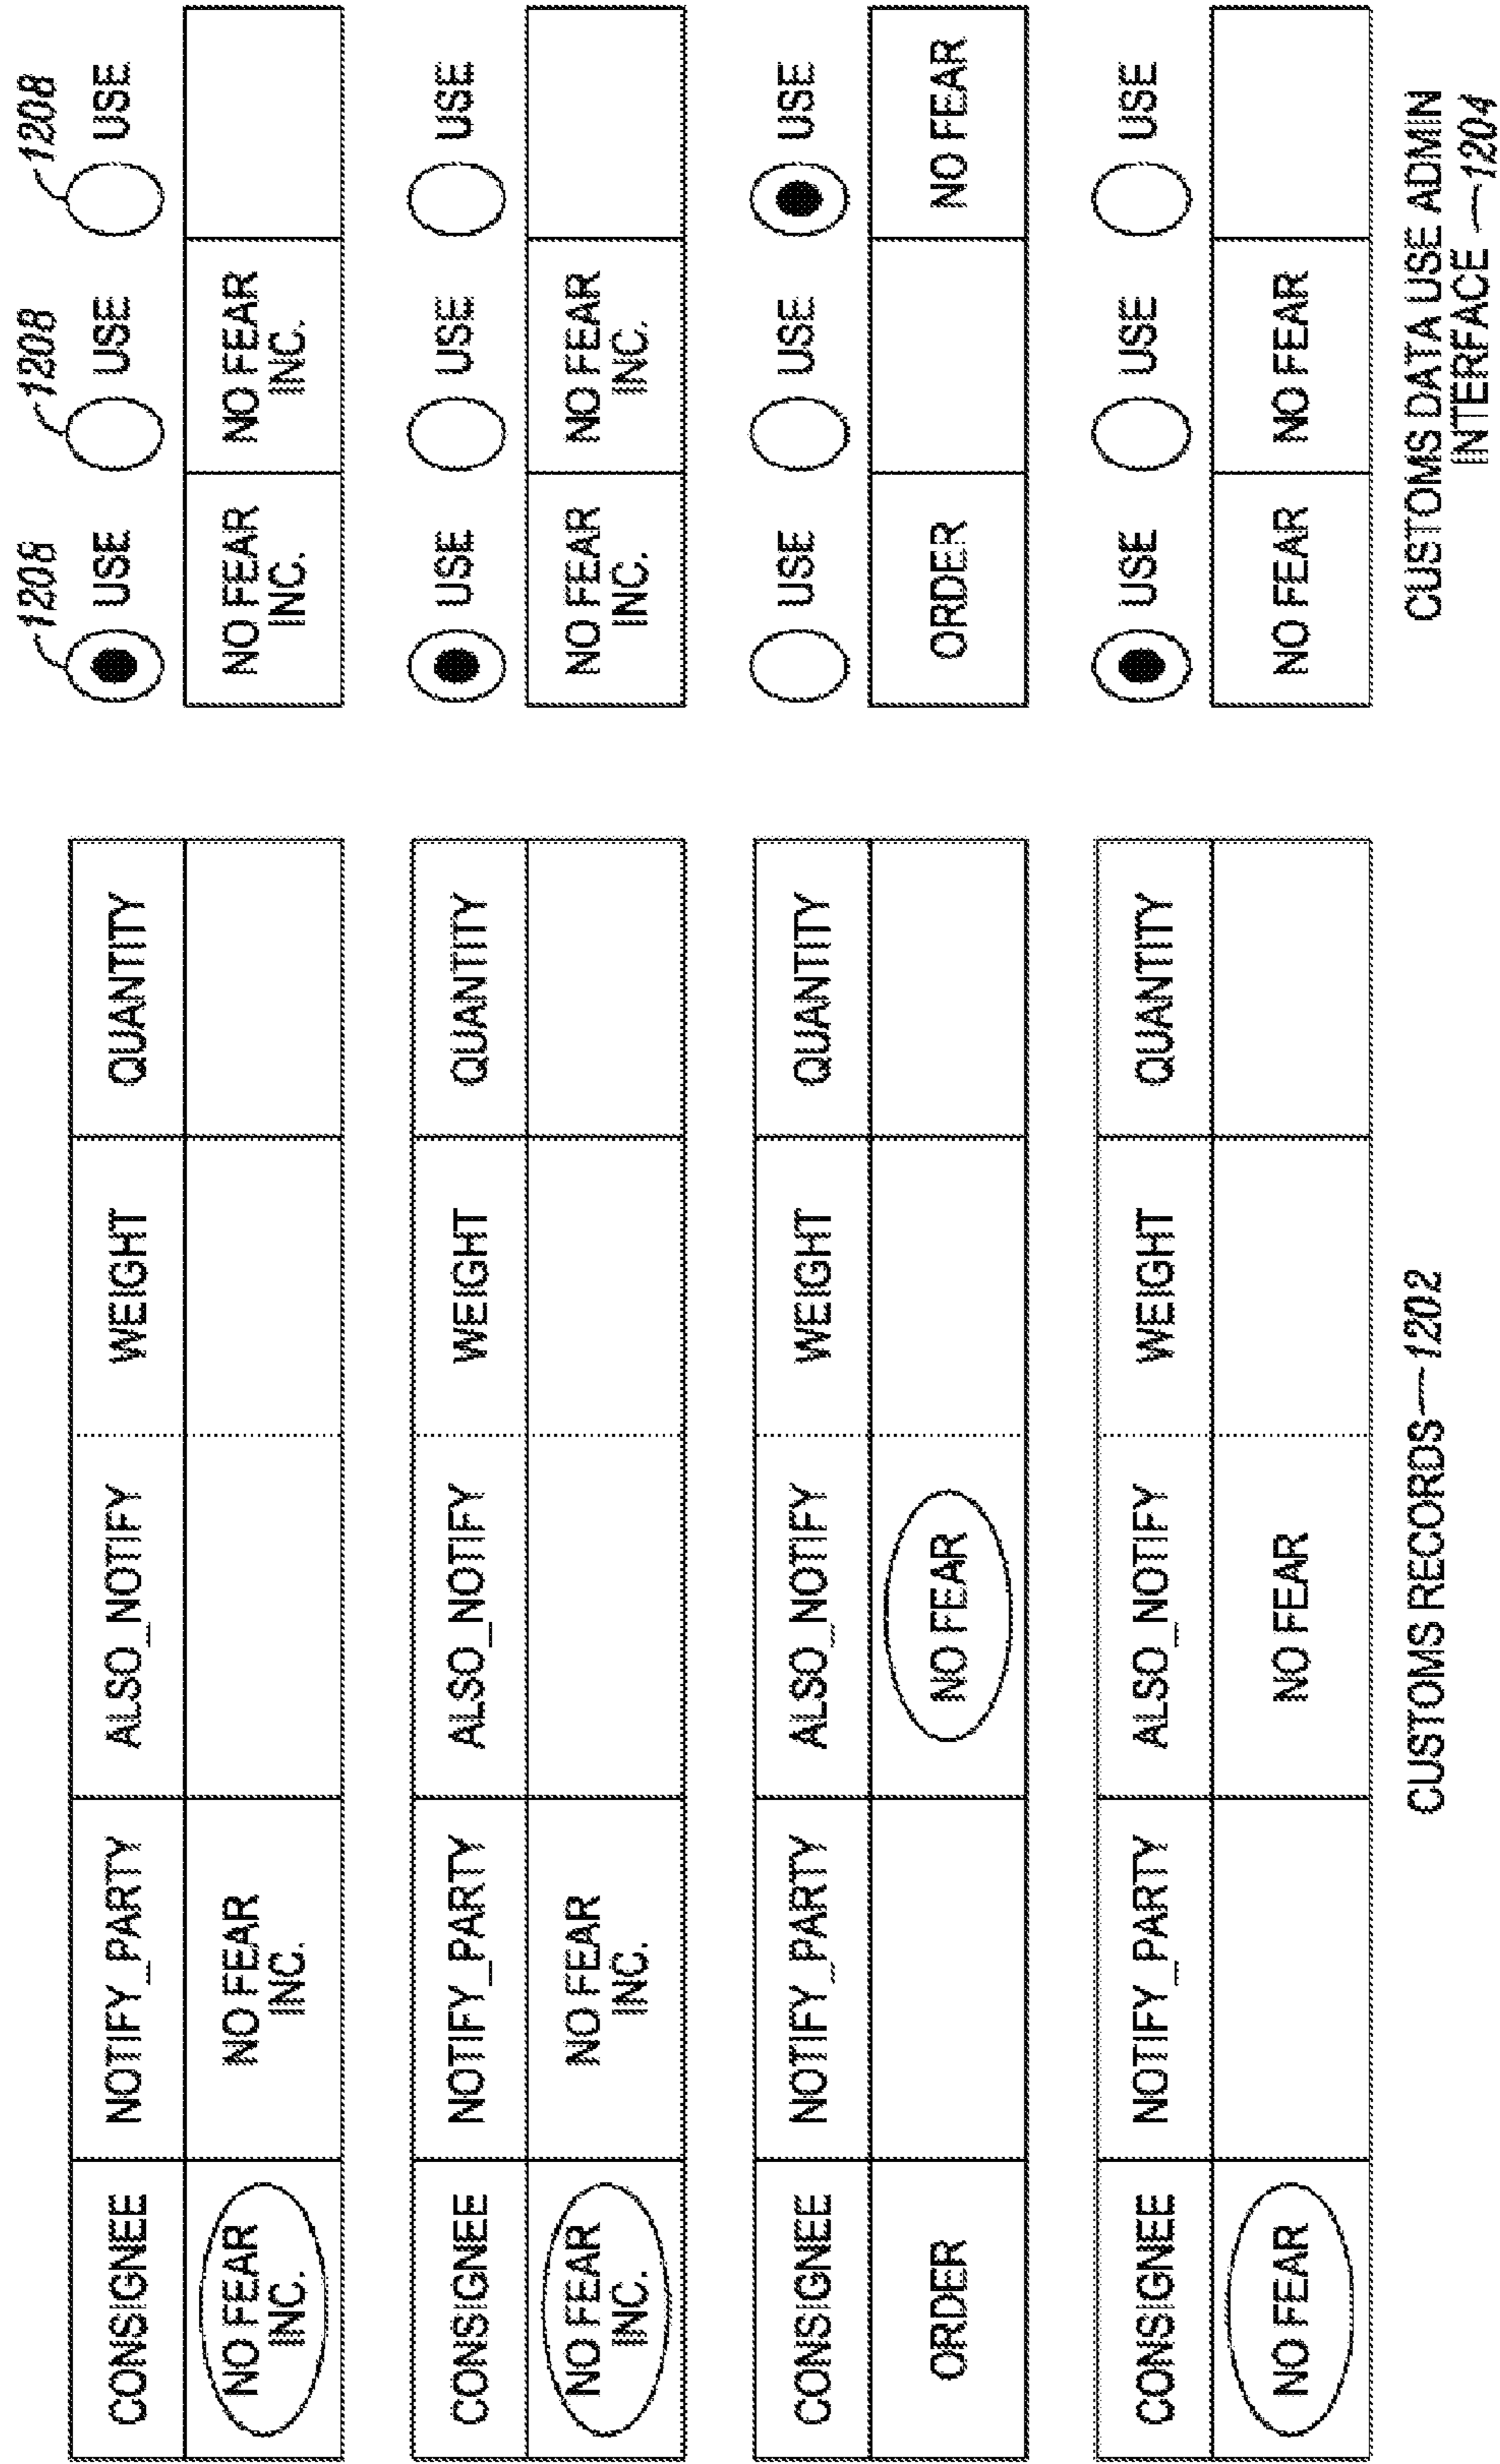 1208 1208 1208
CONSIGNEE NOTIFY_PARTY ALSO_NOTIFY WEIGHT QUANTITY USE USE USE
NO FEAR NO FEAR NO FEAR NO FEAR
INC. INC. INC. INC.
CONSIGNEE NOTIFY_PARTY ALSO_NOTIFY WEIGHT QUANTITY USE USE USE
NO FEAR NO FEAR NO FEAR NO FEAR
INC. INC. INC. INC.
CONSIGNEE NOTIFY_PARTY ALSO_NOTIFY WEIGHT QUANTITY USE USE USE
ORDER NO FEAR ORDER NO FEAR
CONSIGNEE NOTIFY_PARTY ALSO_NOTIFY WEIGHT QUANTITY USE USE USE
NO FEAR NO FEAR NO FEAR NO FEAR
CUSTOMS RECORDS 1202
CUSTOMS DATA USE ADMIN
INTERFACE 1204